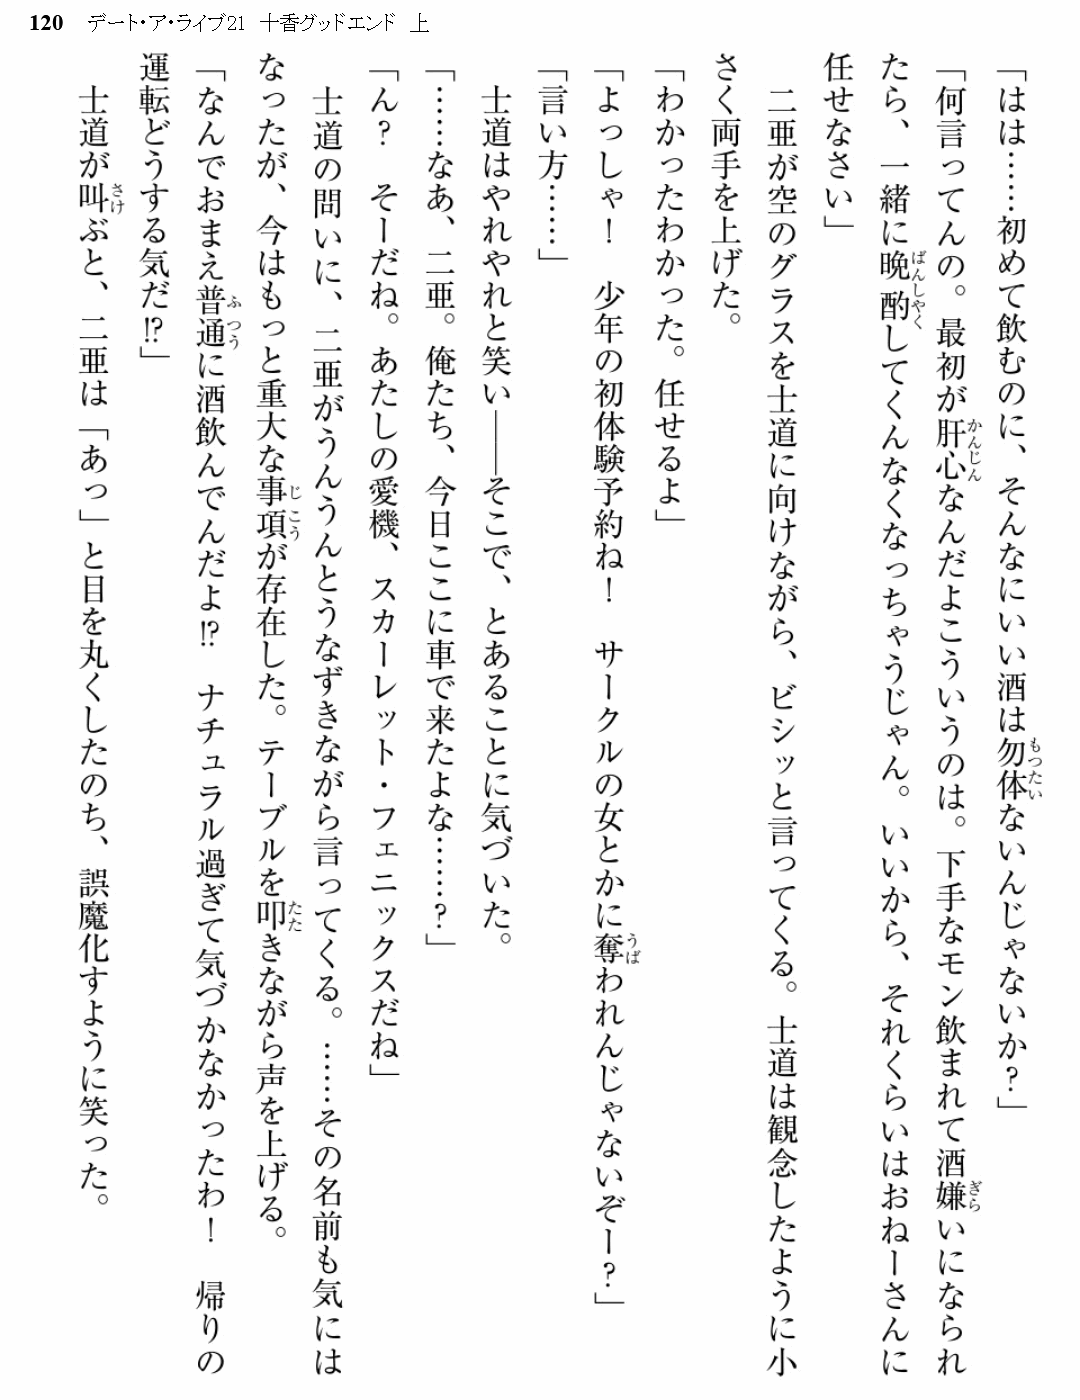 120 デート・ア・ライブ21 十香グッドエンド 上
「はは……初めて飲むのに、そんなにいい酒は勿体ないんじゃないか？」
「何言ってんの。最初が肝心なんだよこういうのは。下手なモン飲まれて酒嫌いになられ
たら、一緒に晩酌してくんなくなっちゃうじゃん。いいから、それくらいはおねーさんに
任せなさい」
　二亜が空のグラスを士道に向けながら、ビシッと言ってくる。士道は観念したように小
さく両手を上げた。
「わかったわかった。任せるよ」
「よっしゃ！　少年の初体験予約ね！　サークルの女とかに奪われんじゃないぞー？」
「言い方……」
　士道はやれやれと笑い――そこで、とあることに気づいた。
「……なあ、二亜。俺たち、今日ここに車で来たよな……？」
「ん？　そーだね。あたしの愛機、スカーレット・フェニックスだね」
　士道の問いに、二亜がうんうんとうなずきながら言ってくる。……その名前も気には
なったが、今はもっと重大な事項が存在した。テーブルを叩きながら声を上げる。
「なんでおまえ普通に酒飲んでんだよ⁉　ナチュラル過ぎて気づかなかったわ！　帰りの
運転どうする気だ⁉」
　士道が叫ぶと、二亜は「あっ」と目を丸くしたのち、誤魔化すように笑った。